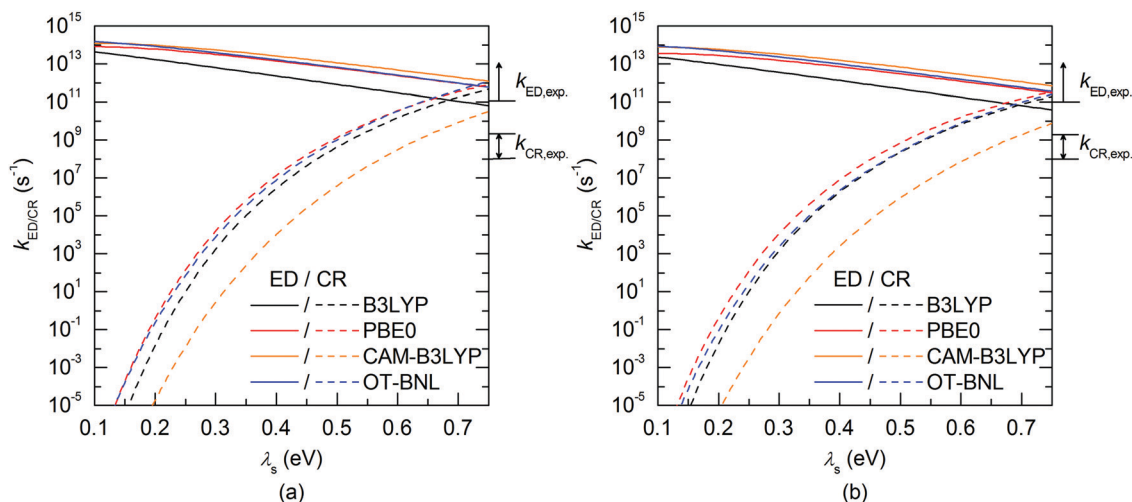 10^15
10^13
10^11
10^9
10^7
10^5
10^3
10^1
10^-1
10^-3
10^-5
k_ED/CR (s^-1)
k_ED,exp.
k_CR,exp.
ED / CR
/ B3LYP
/ PBE0
/ CAM-B3LYP
/ OT-BNL
0.1 0.2 0.3 0.4 0.5 0.6 0.7
λ_s (eV)
(a)
10^15
10^13
10^11
10^9
10^7
10^5
10^3
10^1
10^-1
10^-3
10^-5
k_ED/CR (s^-1)
k_ED,exp.
k_CR,exp.
ED / CR
/ B3LYP
/ PBE0
/ CAM-B3LYP
/ OT-BNL
0.1 0.2 0.3 0.4 0.5 0.6 0.7
λ_s (eV)
(b)